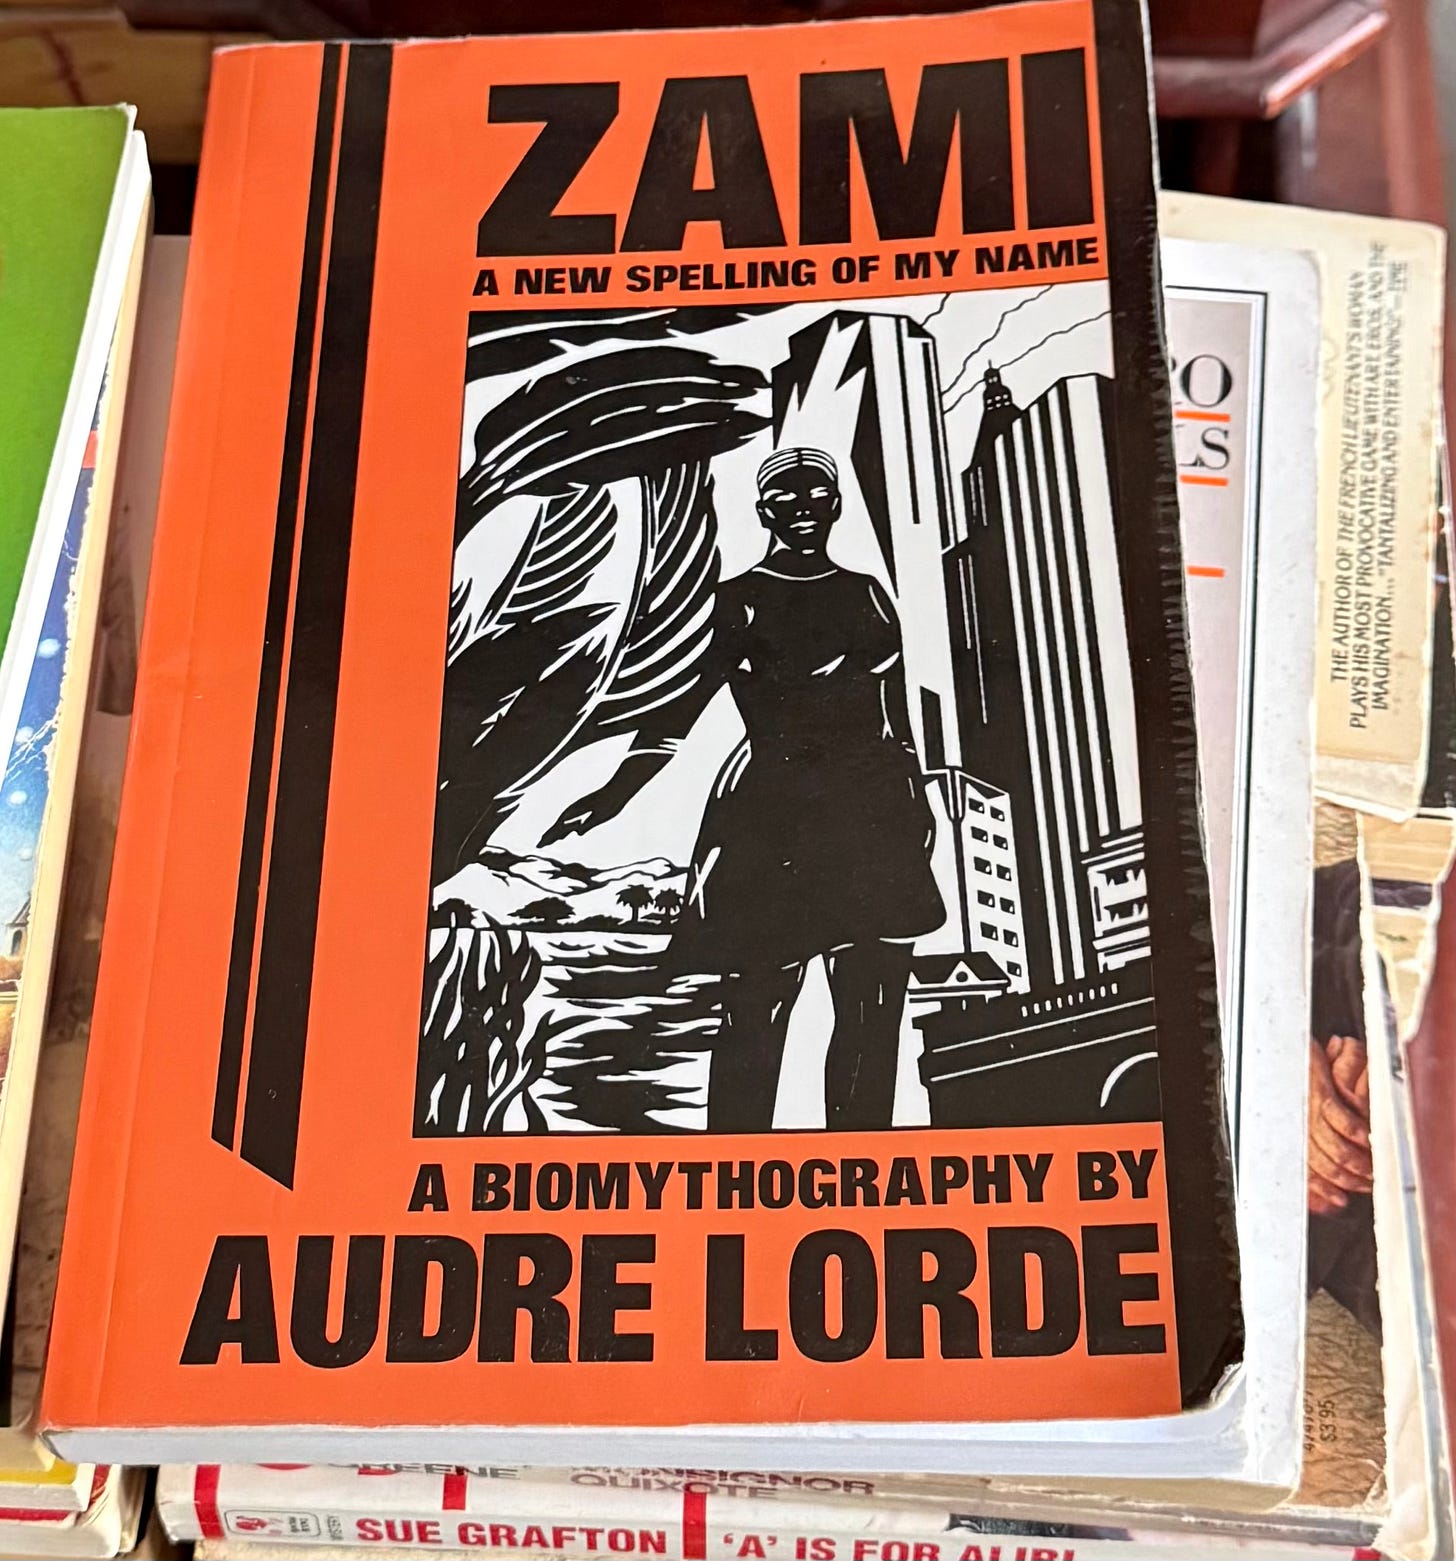 ZAMI
A NEW SPELLING OF MY NAME
A BIOMYTHOGRAPHY BY
AUDRE LORDE
THE AUTHOR OF THE FRENCH LIEUTENANT'S WOMAN
PLAYS HIS MOST PROVOCATIVE GAME WITH ART, EROS, AND THE
IMAGINATION... "TANTALIZING AND ENTERTAINING."—TIME
$3.95
MONSIGNOR
QUIXOTE
SUE GRAFTON
'A' IS FOR ALIBI